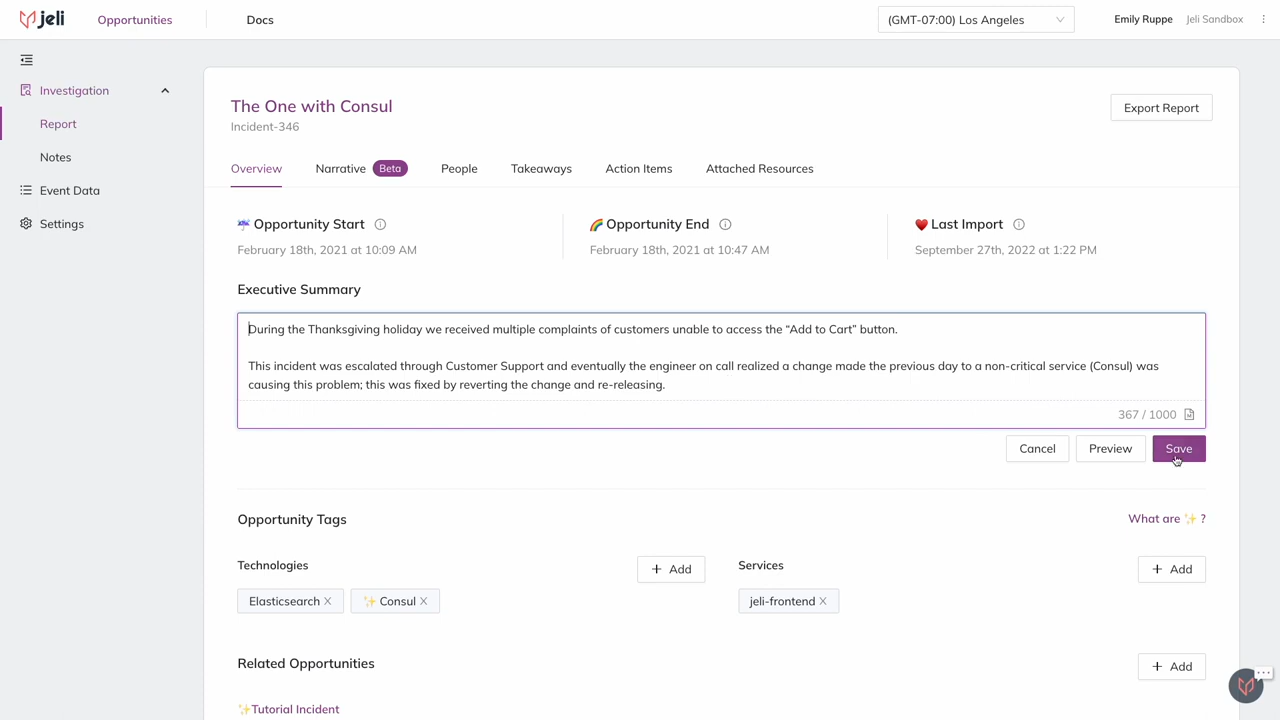 jeli
Opportunities
Docs
(GMT-07:00) Los Angeles
Emily Ruppe
Jeli Sandbox
Investigation
Report
Notes
Event Data
Settings
The One with Consul
Incident-346
Export Report
Overview
Narrative Beta
People
Takeaways
Action Items
Attached Resources
Opportunity Start
February 18th, 2021 at 10:09 AM
Opportunity End
February 18th, 2021 at 10:47 AM
Last Import
September 27th, 2022 at 1:22 PM
Executive Summary
During the Thanksgiving holiday we received multiple complaints of customers unable to access the “Add to Cart” button.
This incident was escalated through Customer Support and eventually the engineer on call realized a change made the previous day to a non-critical service (Consul) was
causing this problem; this was fixed by reverting the change and re-releasing.
367 / 1000
Cancel
Preview
Save
Opportunity Tags
What are ✨ ?
Technologies
+ Add
Elasticsearch X
✨ Consul X
Services
+ Add
jeli-frontend X
Related Opportunities
+ Add
✨Tutorial Incident